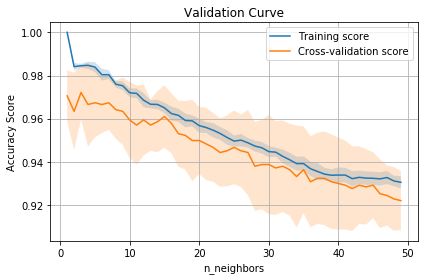 Validation Curve
Training score
Cross-validation score
Accuracy Score
1.00
0.98
0.96
0.94
0.92
0 10 20 30 40 50
n_neighbors